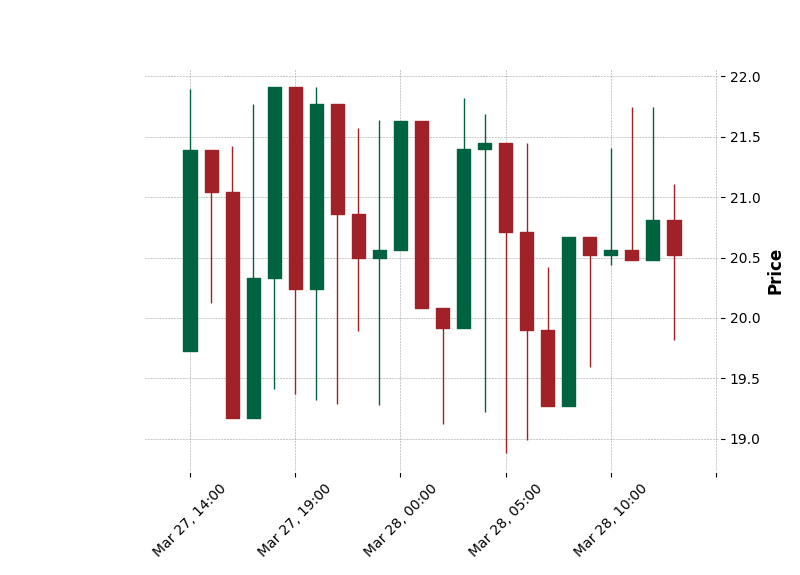 22.0
21.5
21.0
20.5
20.0
19.5
19.0
Price
Mar 27, 14:00
Mar 27, 19:00
Mar 28, 00:00
Mar 28, 05:00
Mar 28, 10:00